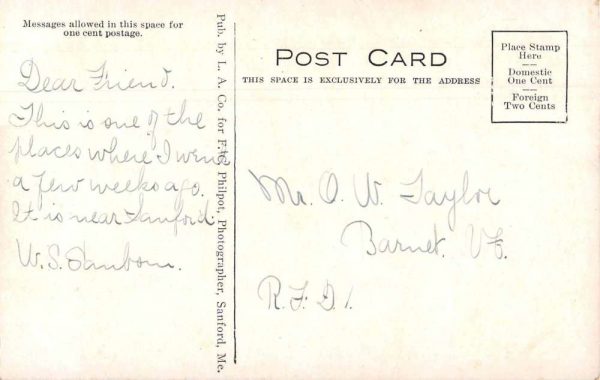 Messages allowed in this space for
one cent postage.
Dear Friend.
This is one of the
places where I were
a few weeks ago.
It is near Sanford.
W. S. Sanborn.
Pub. by L. A. Co. for F. Philpot, Photographer, Sanford, Me.
POST CARD
THIS SPACE IS EXCLUSIVELY FOR THE ADDRESS
Place Stamp
Here
Domestic
One Cent
Foreign
Two Cents
Mr. O. W. Taylor
Barnet. Vt.
R. F. D. 1.